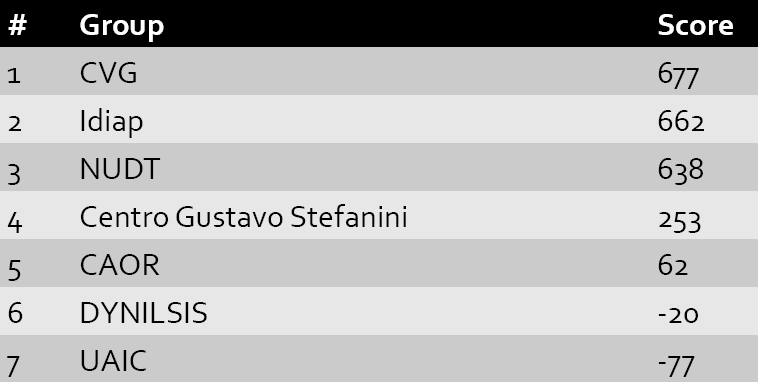 # Group Score
1 CVG 677
2 Idiap 662
3 NUDT 638
4 Centro Gustavo Stefanini 253
5 CAOR 62
6 DYNILSIS -20
7 UAIC -77